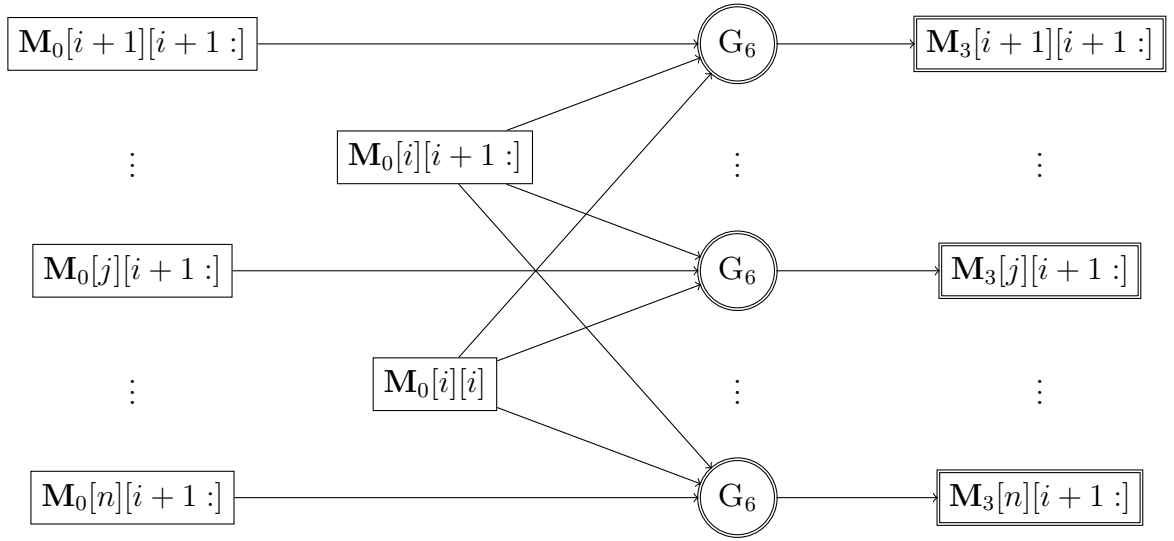 M₀[i + 1][i + 1 :] G₆ M₃[i + 1][i + 1 :]
M₀[i][i + 1 :]
⋮ ⋮ ⋮
M₀[j][i + 1 :] G₆ M₃[j][i + 1 :]
M₀[i][i]
⋮ ⋮ ⋮
M₀[n][i + 1 :] G₆ M₃[n][i + 1 :]